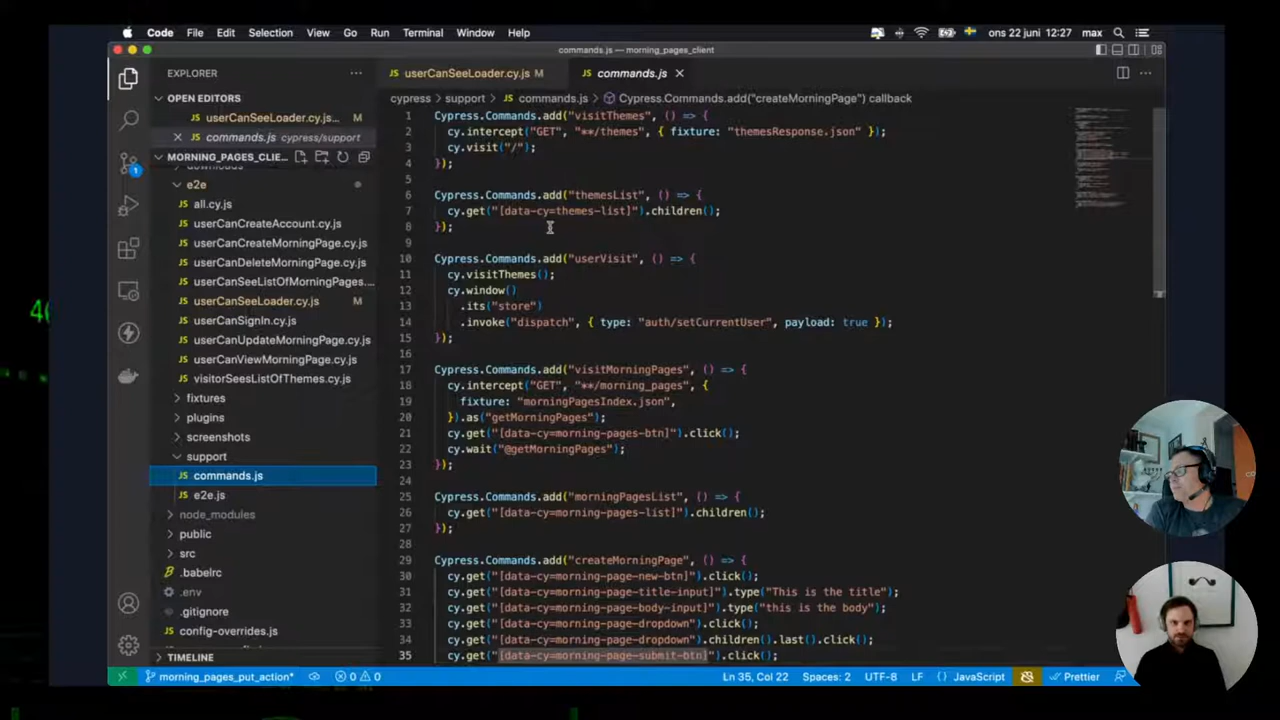 Code File Edit Selection View Go Run Terminal Window Help ons 22 juni 12:27 max
commands.js — morning_pages_client
EXPLORER
OPEN EDITORS
userCanSeeLoader.cy.js... M
commands.js cypress/support
MORNING_PAGES_CLIE...
downloads
e2e
all.cy.js
userCanCreateAccount.cy.js
userCanCreateMorningPage.cy.js
userCanDeleteMorningPage.cy.js
userCanSeeListOfMorningPages....
userCanSeeLoader.cy.js M
userCanSignIn.cy.js
userCanUpdateMorningPage.cy.js
userCanViewMorningPage.cy.js
visitorSeesListOfThemes.cy.js
fixtures
plugins
screenshots
support
commands.js
e2e.js
node_modules
public
src
.babelrc
.env
.gitignore
config-overrides.js
TIMELINE
userCanSeeLoader.cy.js M commands.js
cypress > support > commands.js > Cypress.Commands.add("createMorningPage") callback
1 Cypress.Commands.add("visitThemes", () => {
2 cy.intercept("GET", "**/themes", { fixture: "themesResponse.json" });
3 cy.visit("/");
4 });
5
6 Cypress.Commands.add("themesList", () => {
7 cy.get("[data-cy=themes-list]").children();
8 });
9
10 Cypress.Commands.add("userVisit", () => {
11 cy.visitThemes();
12 cy.window()
13 .its("store")
14 .invoke("dispatch", { type: "auth/setCurrentUser", payload: true });
15 });
16
17 Cypress.Commands.add("visitMorningPages", () => {
18 cy.intercept("GET", "**/morning_pages", {
19 fixture: "morningPagesIndex.json",
20 }).as("getMorningPages");
21 cy.get("[data-cy=morning-pages-btn]").click();
22 cy.wait("@getMorningPages");
23 });
24
25 Cypress.Commands.add("morningPagesList", () => {
26 cy.get("[data-cy=morning-pages-list]").children();
27 });
28
29 Cypress.Commands.add("createMorningPage", () => {
30 cy.get("[data-cy=morning-page-new-btn]").click();
31 cy.get("[data-cy=morning-page-title-input]").type("This is the title");
32 cy.get("[data-cy=morning-page-body-input]").type("this is the body");
33 cy.get("[data-cy=morning-page-dropdown").click();
34 cy.get("[data-cy=morning-page-dropdown").children().last().click();
35 cy.get("[data-cy=morning-page-submit-btn]").click();
morning_pages_put_action* 0 0 Ln 35, Col 22 Spaces: 2 UTF-8 LF {} JavaScript Prettier